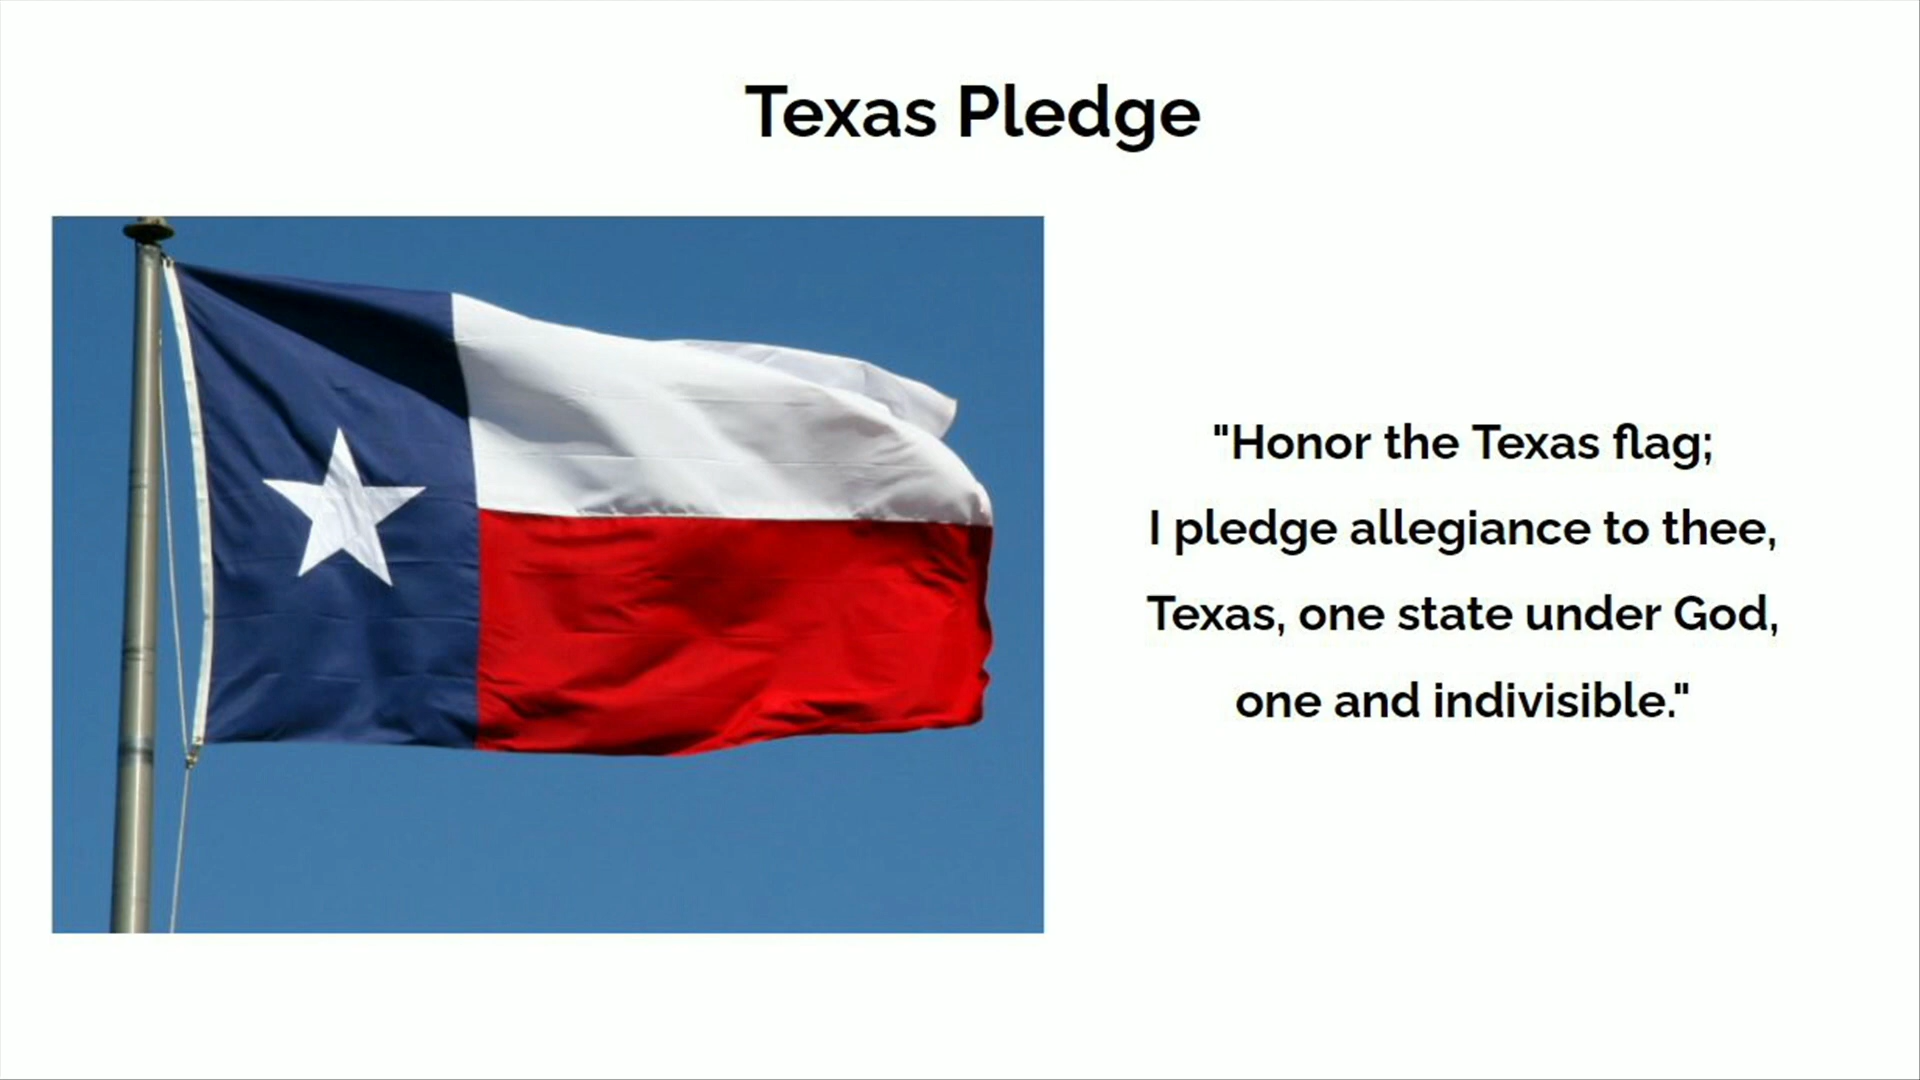 Texas Pledge
"Honor the Texas flag;
I pledge allegiance to thee,
Texas, one state under God,
one and indivisible."